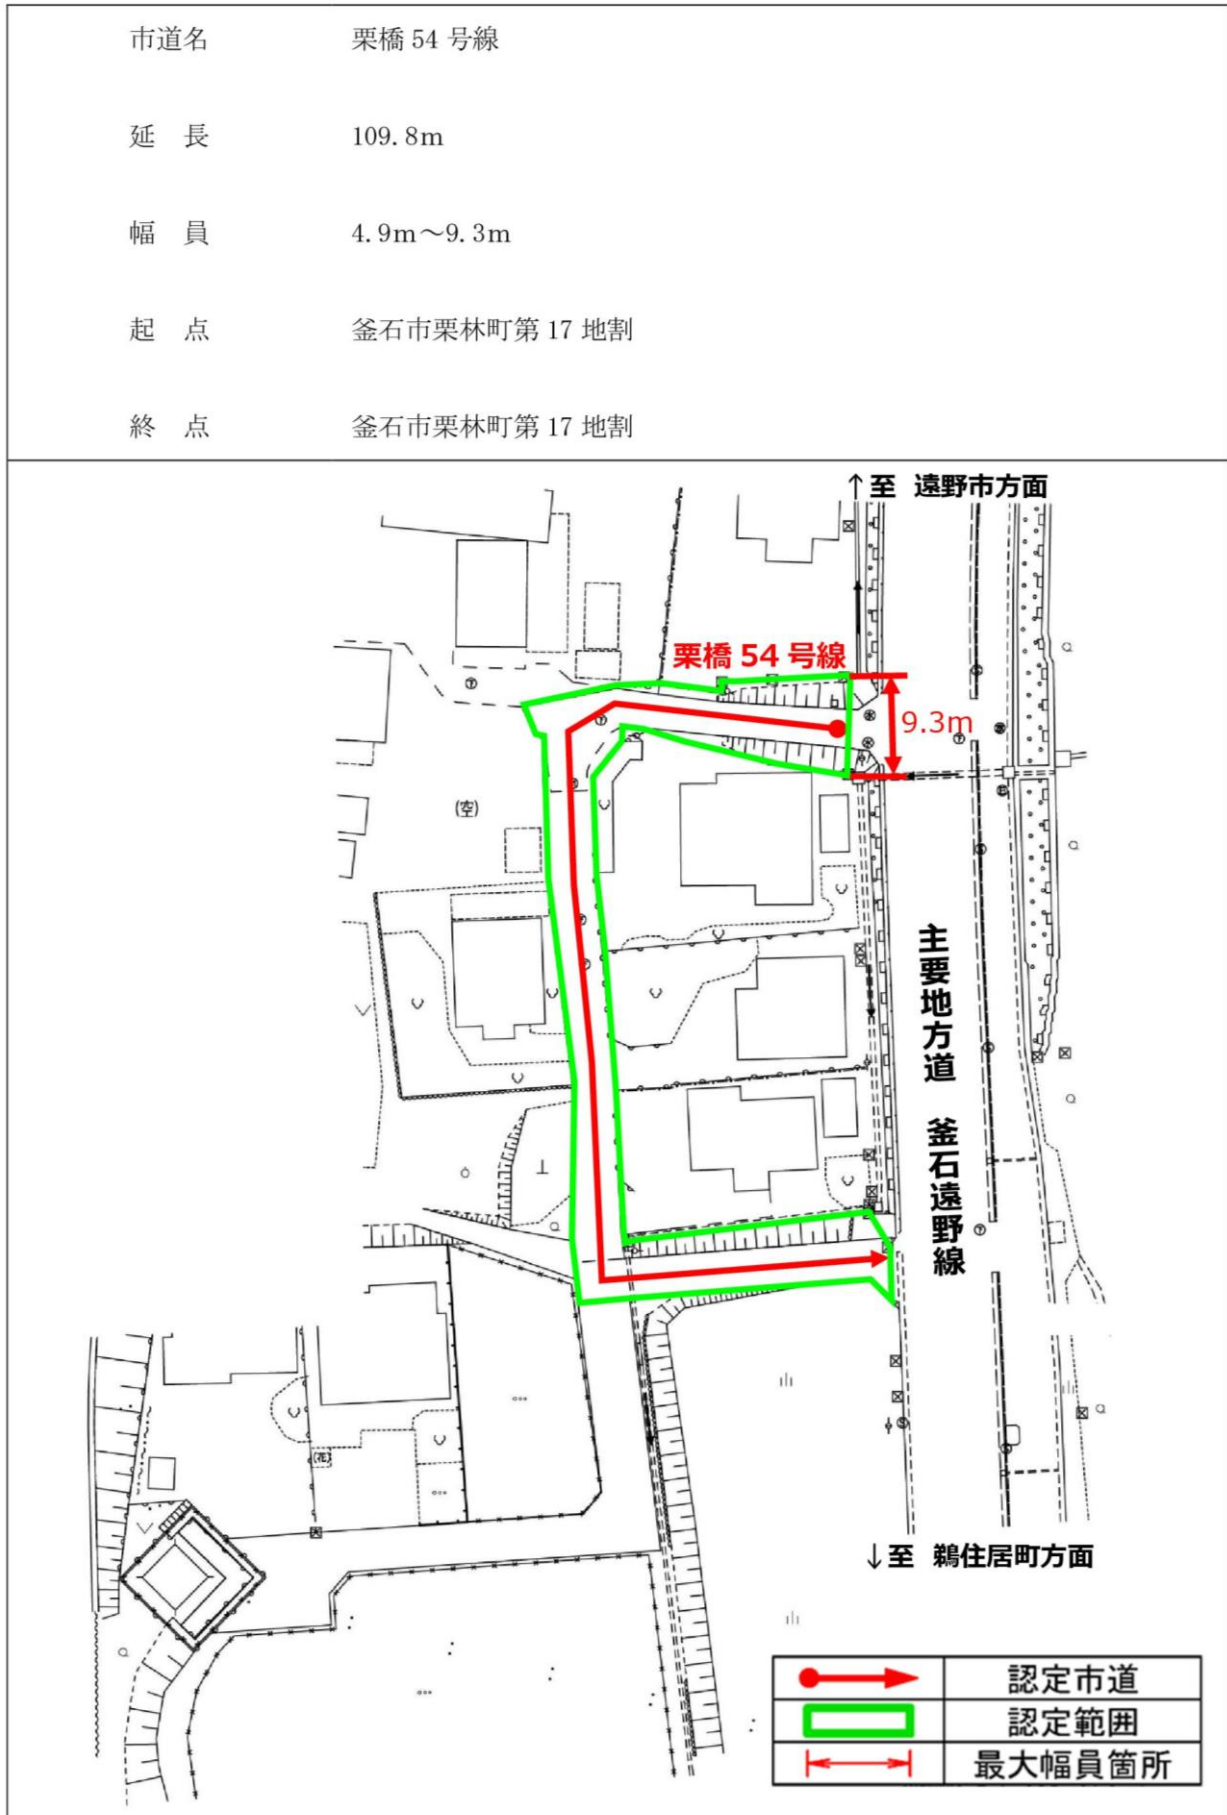 市道名 栗橋 54 号線
延 長 109.8m
幅 員 4.9m～9.3m
起 点 釜石市栗林町第 17 地割
終 点 釜石市栗林町第 17 地割
↑至 遠野市方面
栗橋 54 号線
9.3m
(空)
主要地方道 釜石遠野線
(花)
↓至 鵜住居町方面
認定市道
認定範囲
最大幅員箇所